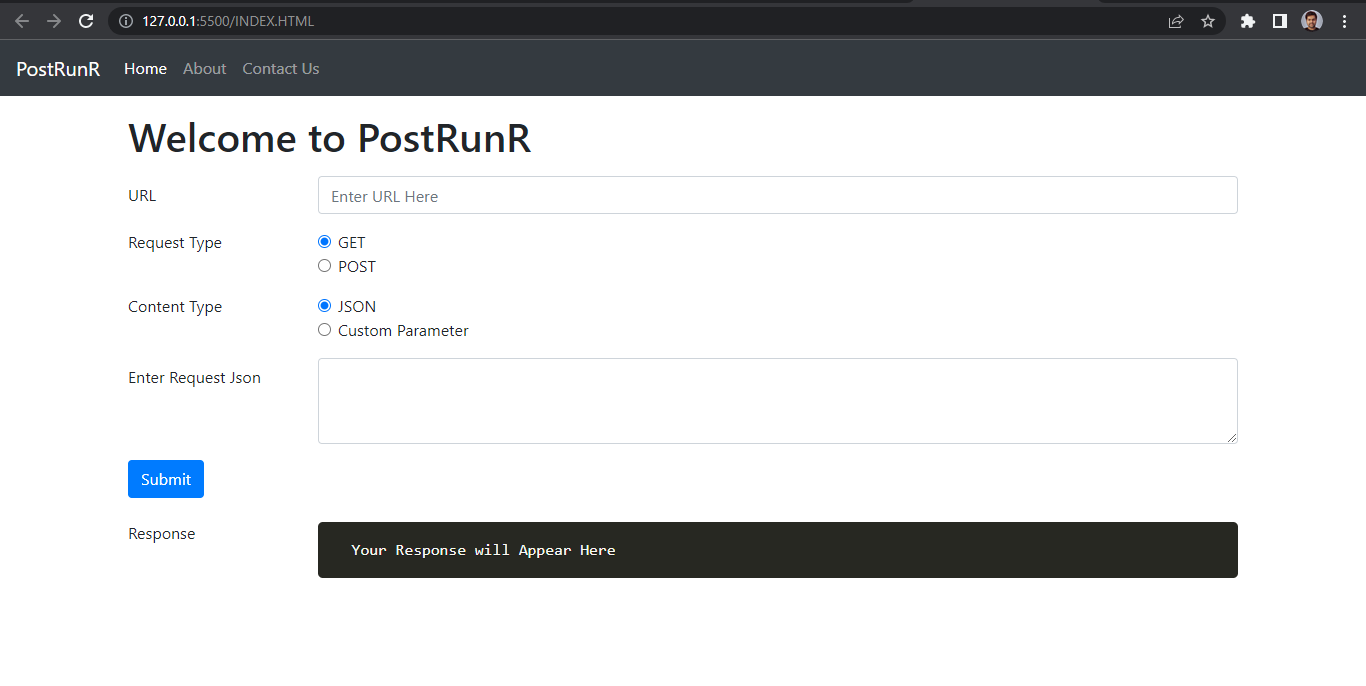 127.0.0.1:5500/INDEX.HTML
PostRunR Home About Contact Us
Welcome to PostRunR
URL Enter URL Here
Request Type GET
POST
Content Type JSON
Custom Parameter
Enter Request Json
Submit
Response Your Response will Appear Here